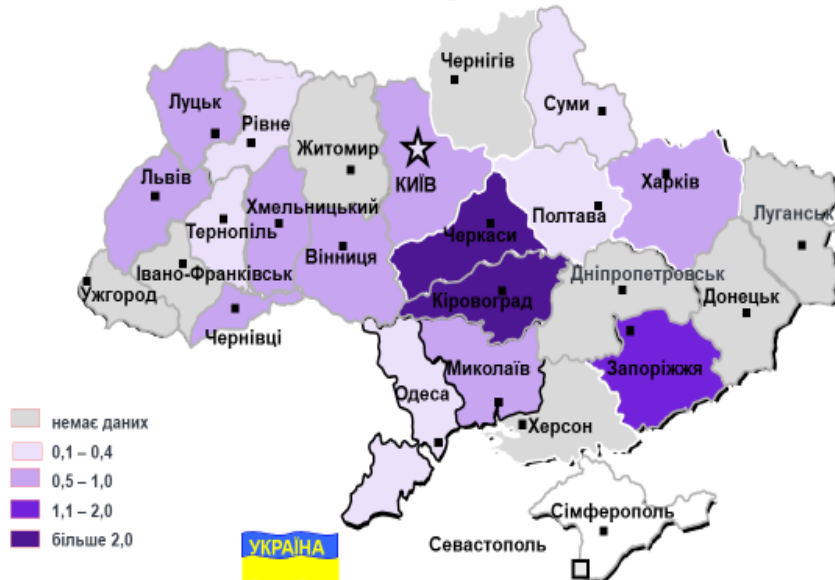 Чернігів
Луцьк
Суми
Рівне
Житомир
КИЇВ
Львів
Харків
Хмельницький
Полтава
Луганськ
Тернопіль
Черкаси
Вінниця
Івано-Франківськ
Дніпропетровськ
Ужгород
Кіровоград
Донецьк
Чернівці
Миколаїв
Запоріжжя
Одеса
Херсон
немає даних
0,1 – 0,4
0,5 – 1,0
1,1 – 2,0
більше 2,0
Сімферополь
УКРАЇНА
Севастополь